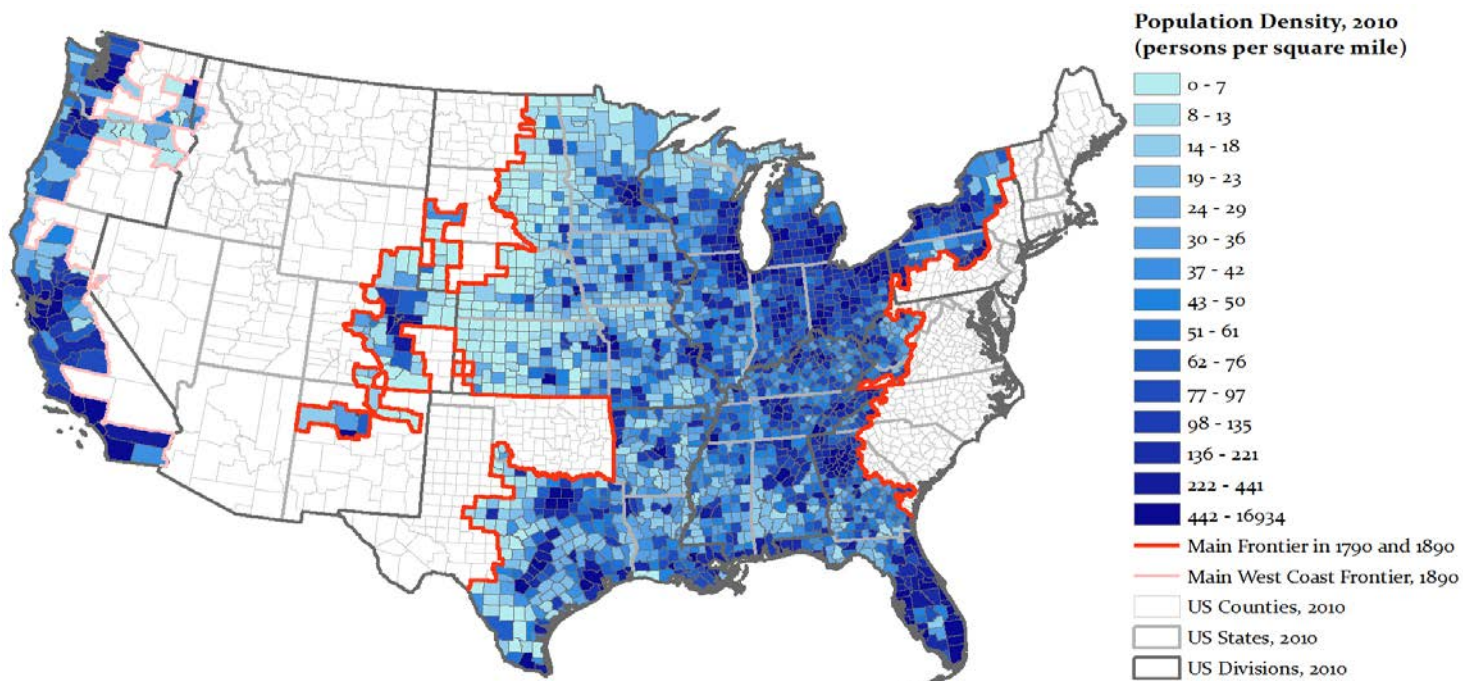 Population Density, 2010
(persons per square mile)
0 - 7
8 - 13
14 - 18
19 - 23
24 - 29
30 - 36
37 - 42
43 - 50
51 - 61
62 - 76
77 - 97
98 - 135
136 - 221
222 - 441
442 - 16934
Main Frontier in 1790 and 1890
Main West Coast Frontier, 1890
US Counties, 2010
US States, 2010
US Divisions, 2010